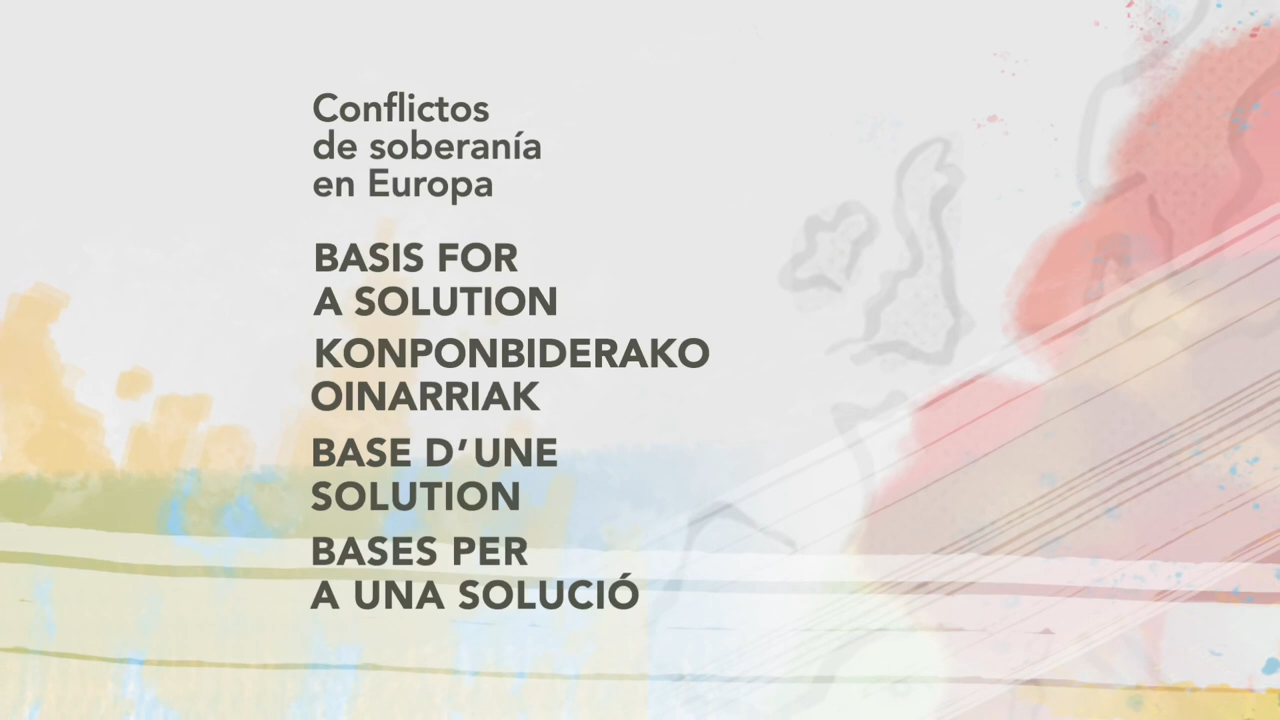 Conflictos
de soberanía
en Europa
BASIS FOR
A SOLUTION
KONPONBIDERAKO
OINARRIAK
BASE D’UNE
SOLUTION
BASES PER
A UNA SOLUCIÓ